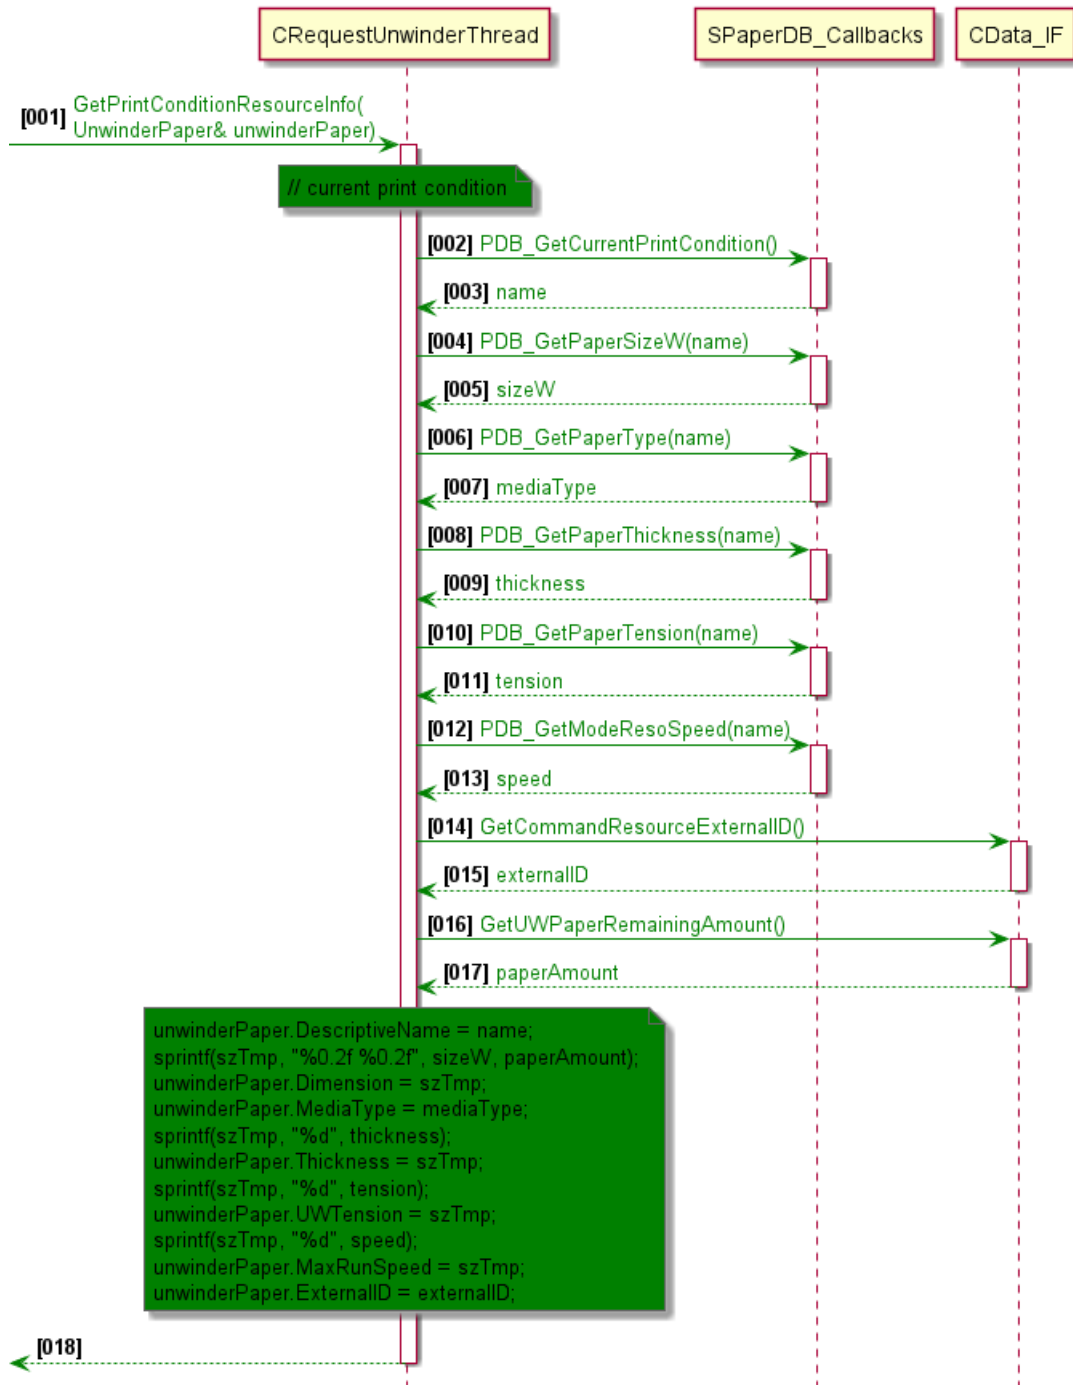 CRequestUnwinderThread
SPaperDB_Callbacks
CData_IF
[001] GetPrintConditionResourceInfo(
UnwinderPaper& unwinderPaper)
// current print condition
[002] PDB_GetCurrentPrintCondition()
[003] name
[004] PDB_GetPaperSizeW(name)
[005] sizeW
[006] PDB_GetPaperType(name)
[007] mediaType
[008] PDB_GetPaperThickness(name)
[009] thickness
[010] PDB_GetPaperTension(name)
[011] tension
[012] PDB_GetModeResoSpeed(name)
[013] speed
[014] GetCommandResourceExternalID()
[015] externalID
[016] GetUWPaperRemainingAmount()
[017] paperAmount
unwinderPaper.DescriptiveName = name;
sprintf(szTmp, "%0.2f %0.2f", sizeW, paperAmount);
unwinderPaper.Dimension = szTmp;
unwinderPaper.MediaType = mediaType;
sprintf(szTmp, "%d", thickness);
unwinderPaper.Thickness = szTmp;
sprintf(szTmp, "%d", tension);
unwinderPaper.UWTension = szTmp;
sprintf(szTmp, "%d", speed);
unwinderPaper.MaxRunSpeed = szTmp;
unwinderPaper.ExternalID = externalID;
[018]